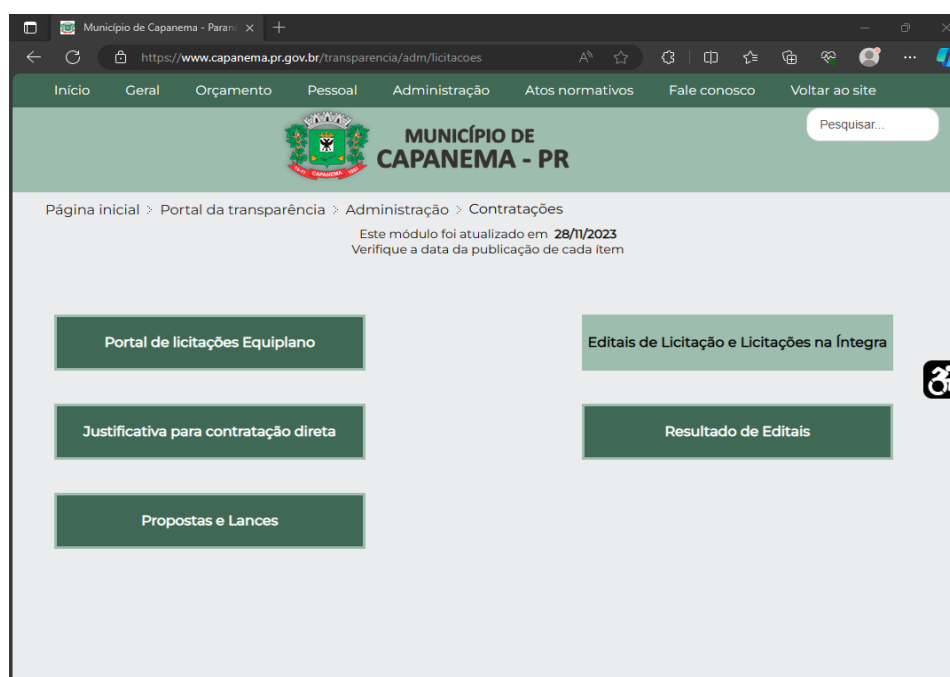 Município de Capanema - Paraná
https://www.capanema.pr.gov.br/transparencia/adm/licitacoes
Início Geral Orçamento Pessoal Administração Atos normativos Fale conosco Voltar ao site
Pesquisar...
MUNICÍPIO DE
CAPANEMA - PR
CAPANEMA
Página inicial > Portal da transparência > Administração > Contratações
Este módulo foi atualizado em 28/11/2023
Verifique a data da publicação de cada ítem
Portal de licitações Equiplano
Editais de Licitação e Licitações na Íntegra
Justificativa para contratação direta
Resultado de Editais
Propostas e Lances